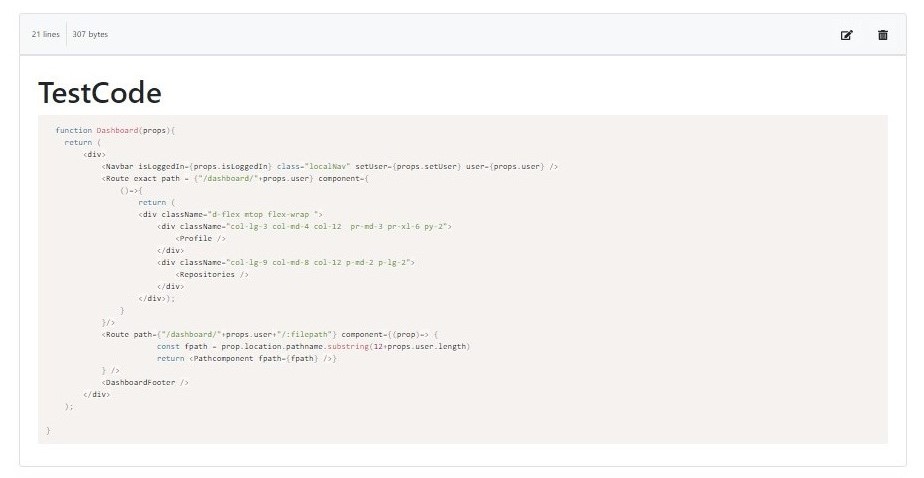 21 lines 307 bytes
TestCode
function Dashboard(props){
return (
<div>
<Navbar isLoggedIn={props.isLoggedIn} class="localNav" setUser={props.setUser} user={props.user} />
<Route exact path = {"/dashboard/"+props.user} component={
()=>{
return (
<div className="d-flex mtop flex-wrap ">
<div className="col-lg-3 col-md-4 col-12  pr-md-3 pr-xl-6 py-2">
<Profile />
</div>
<div className="col-lg-9 col-md-8 col-12 p-md-2 p-lg-2">
<Repositories />
</div>
</div>);
}
}/>
<Route path={"/dashboard/"+props.user+"/:filepath"} component={(prop)=> {
const fpath = prop.location.pathname.substring(12+props.user.length)
return <Pathcomponent fpath={fpath} />}
} />
<DashboardFooter />
</div>
);
}